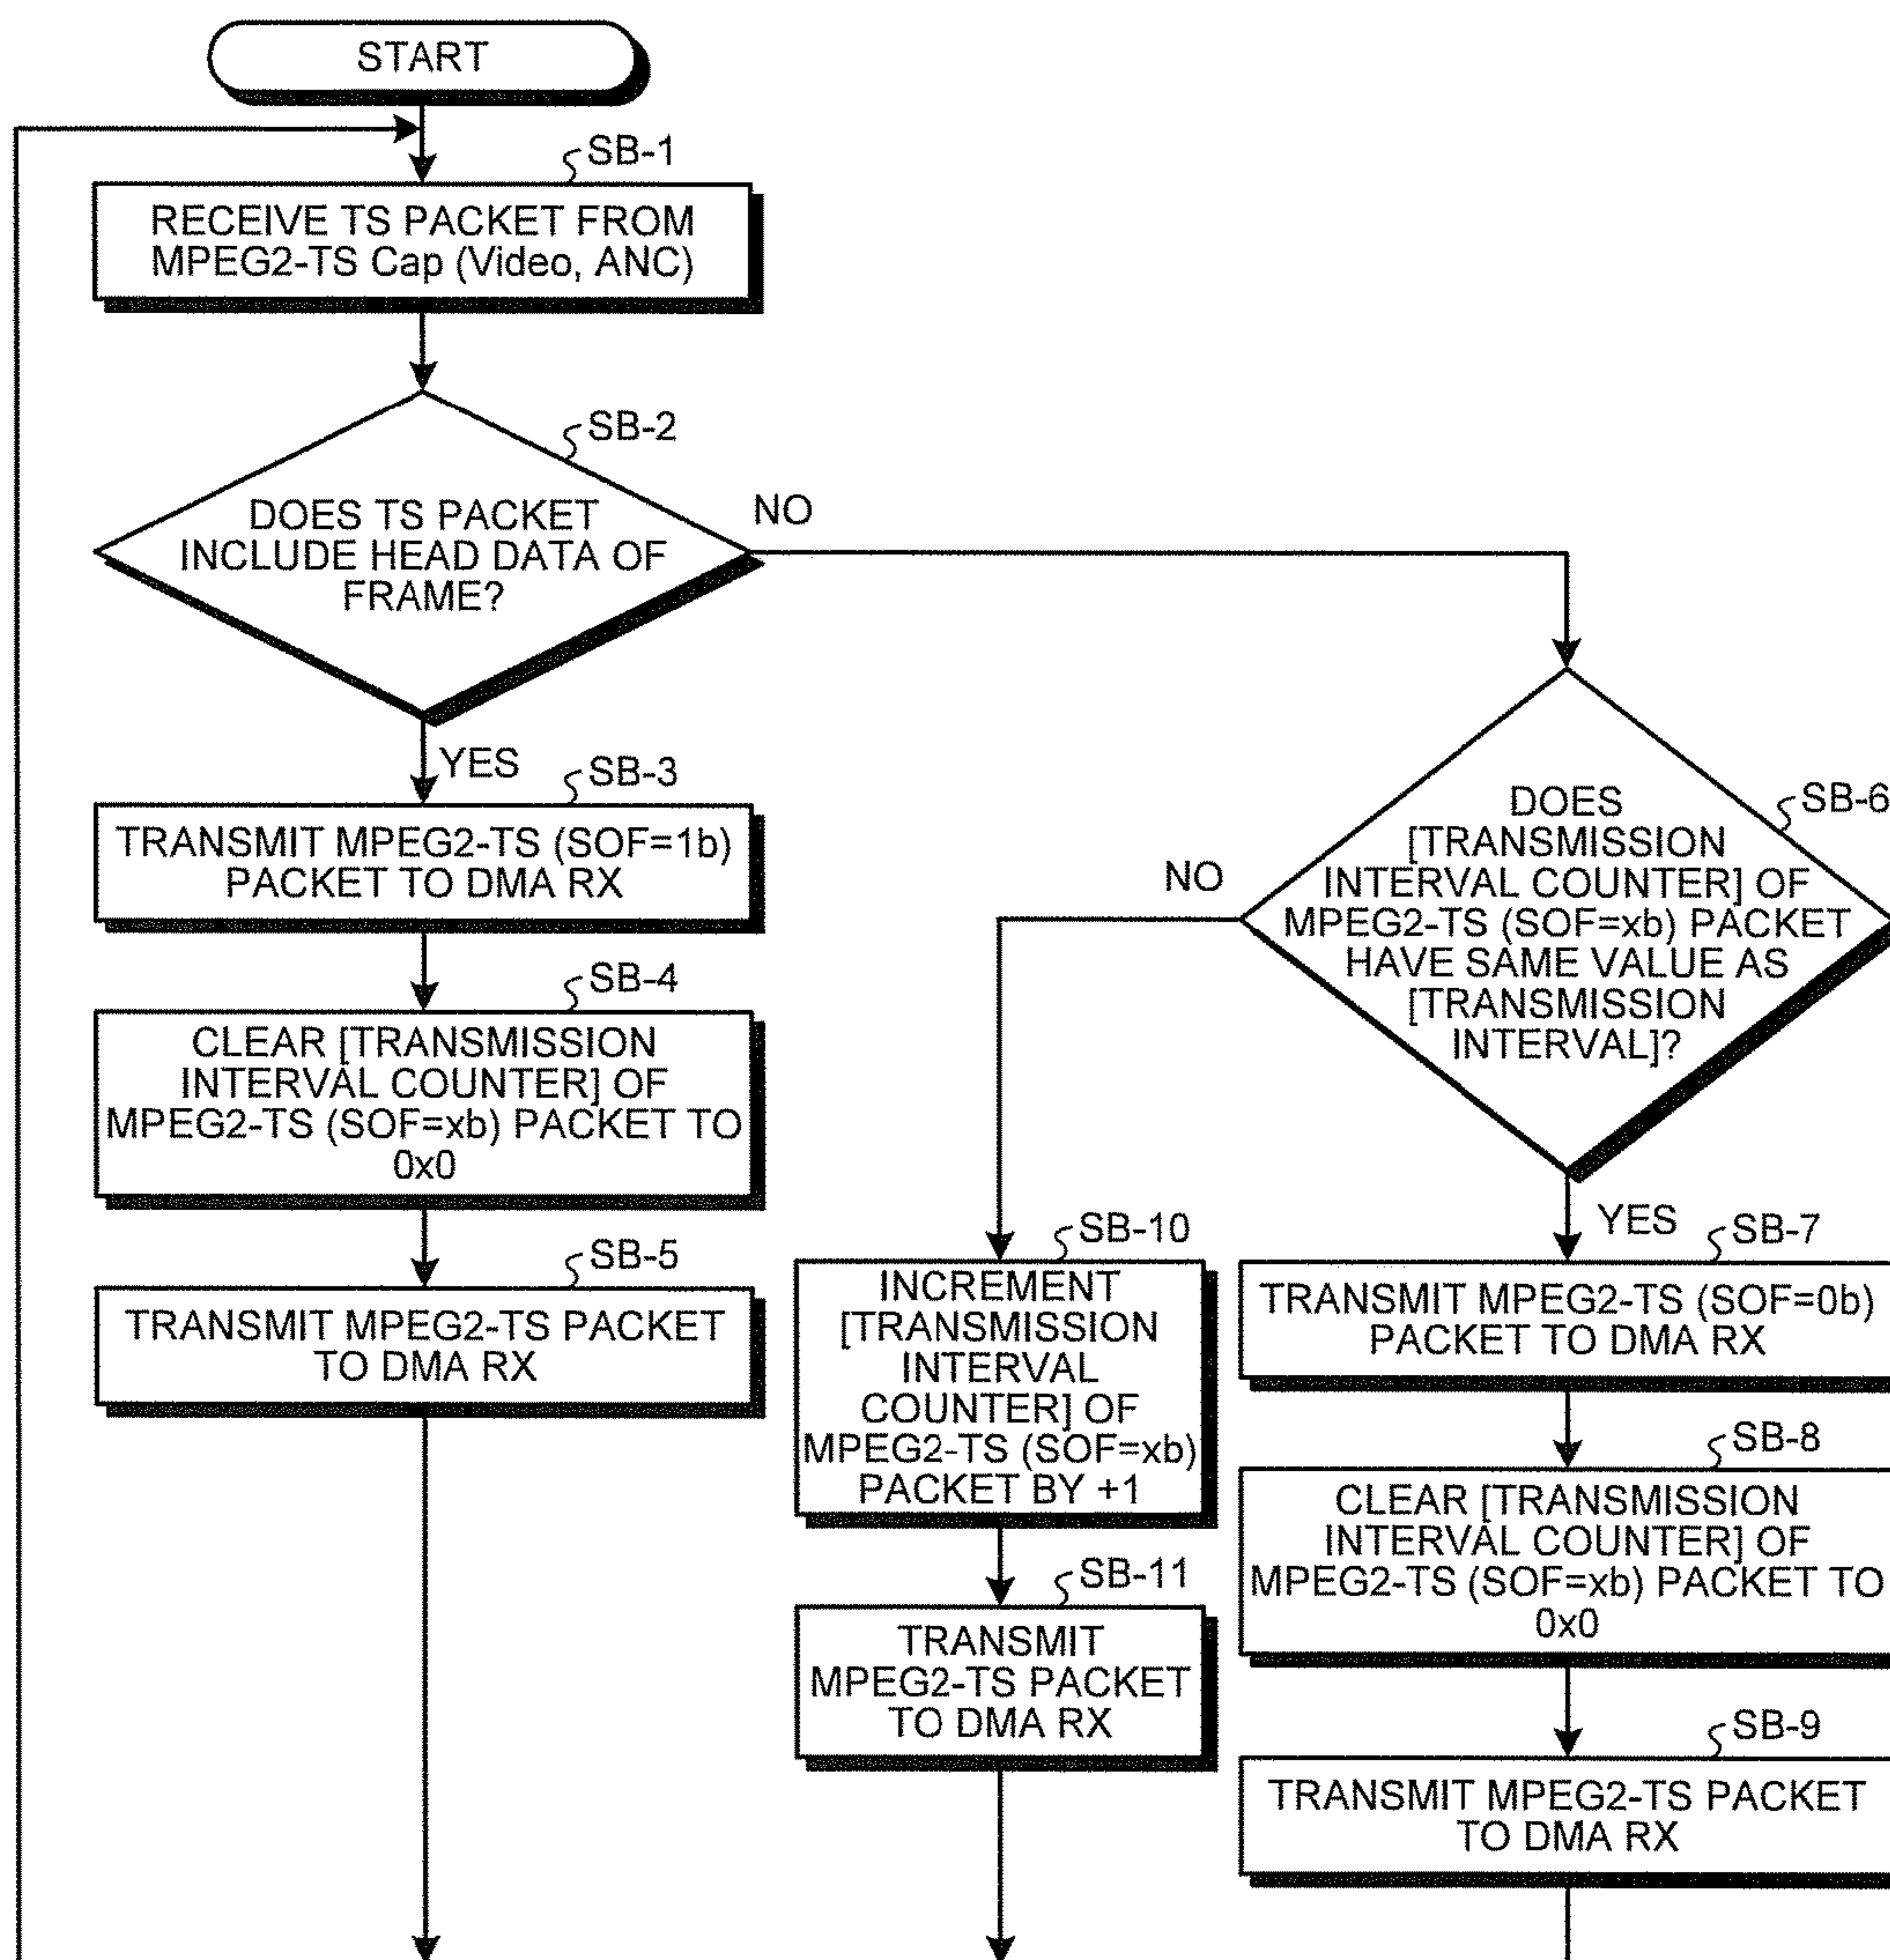 START
SB-1
RECEIVE TS PACKET FROM
MPEG2-TS Cap (Video, ANC)
SB-2
DOES TS PACKET
INCLUDE HEAD DATA OF
FRAME?
NO
YES
SB-3
TRANSMIT MPEG2-TS (SOF=1b)
PACKET TO DMA RX
SB-4
CLEAR [TRANSMISSION
INTERVAL COUNTER] OF
MPEG2-TS (SOF=xb) PACKET TO
0x0
SB-5
TRANSMIT MPEG2-TS PACKET
TO DMA RX
SB-6
DOES
[TRANSMISSION
INTERVAL COUNTER] OF
MPEG2-TS (SOF=xb) PACKET
HAVE SAME VALUE AS
[TRANSMISSION
INTERVAL]?
NO
YES
SB-10
INCREMENT
[TRANSMISSION
INTERVAL
COUNTER] OF
MPEG2-TS (SOF=xb)
PACKET BY +1
SB-11
TRANSMIT
MPEG2-TS PACKET
TO DMA RX
SB-7
TRANSMIT MPEG2-TS (SOF=0b)
PACKET TO DMA RX
SB-8
CLEAR [TRANSMISSION
INTERVAL COUNTER] OF
MPEG2-TS (SOF=xb) PACKET TO
0x0
SB-9
TRANSMIT MPEG2-TS PACKET
TO DMA RX